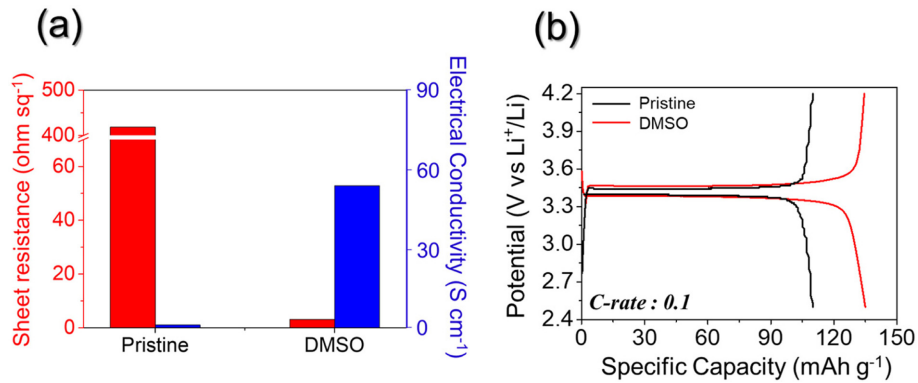 (a)
Sheet resistance (ohm sq⁻¹)
500
400
60
40
20
0
Pristine
DMSO
90
60
30
0
Electrical Conductivity (S cm⁻¹)
(b)
Potential (V vs Li⁺/Li)
4.2
3.9
3.6
3.3
3.0
2.7
2.4
Pristine
DMSO
C-rate : 0.1
0 30 60 90 120 150
Specific Capacity (mAh g⁻¹)